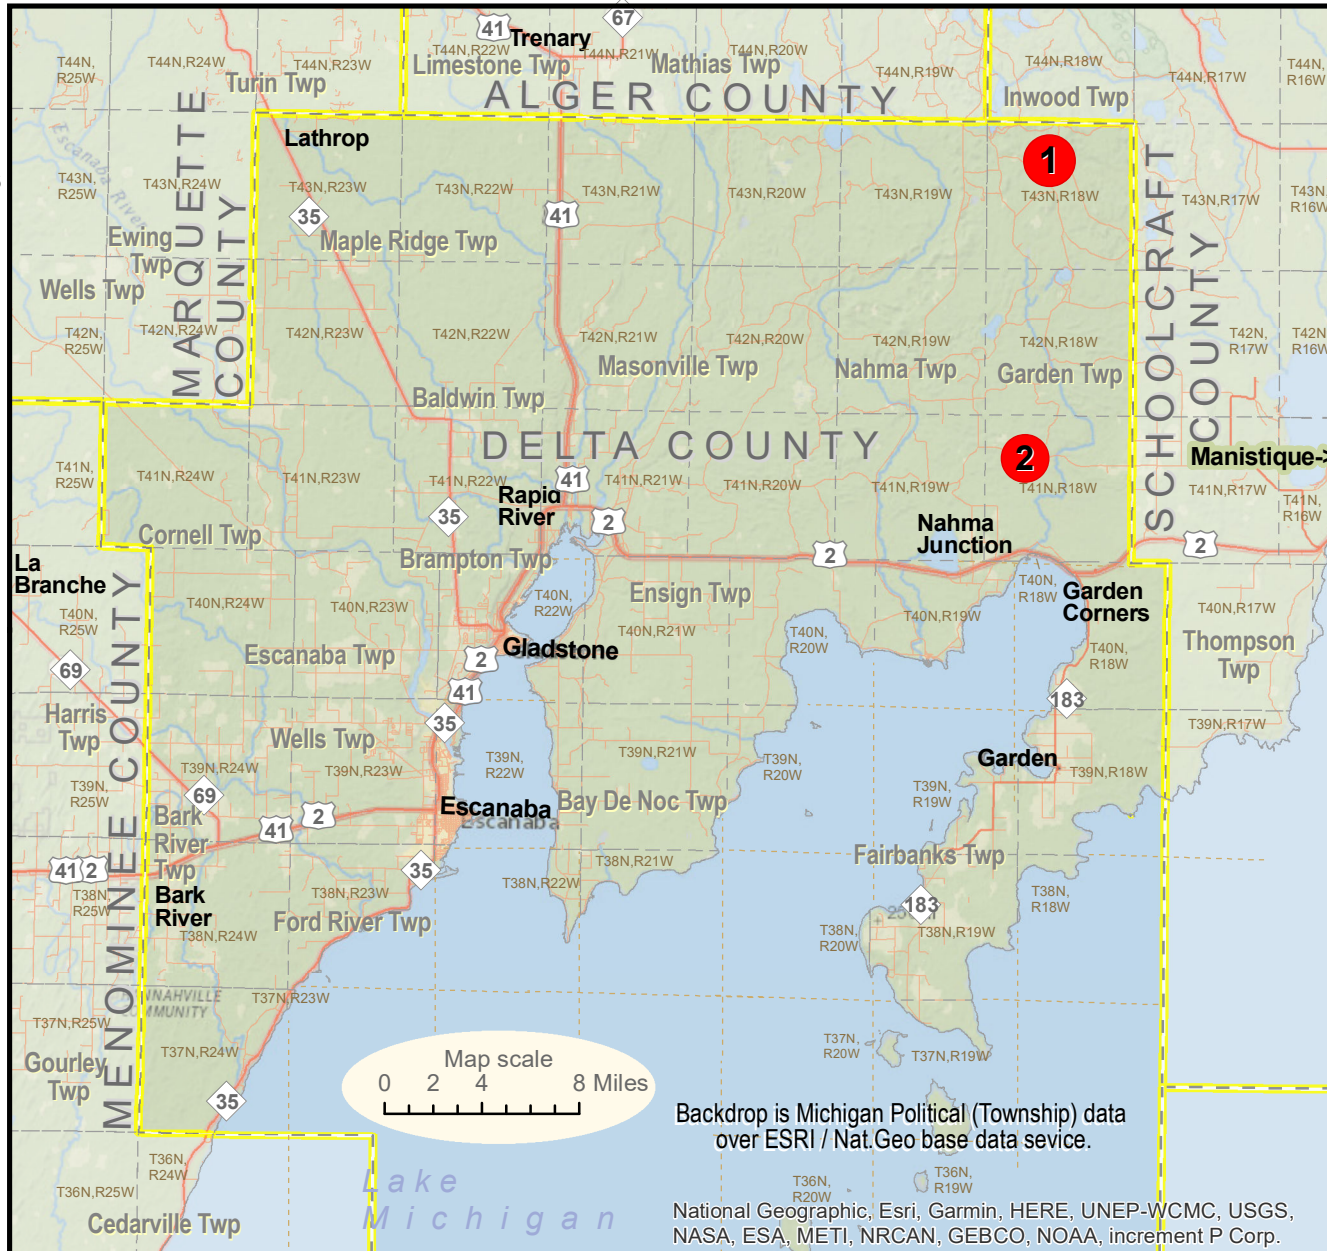 41
67
T44N,R22W
Trenary
T44N,R21W
T44N,R20W
T44N,
R25W
T44N,R24W
T44N,R23W
Limestone Twp
Mathias Twp
T44N,R19W
T44N,R18W
T44N,R17W
T44N,
R16W
Turin Twp
ALGER COUNTY
Inwood Twp
Escanaba River
MARQUETTE
COUNTY
Lathrop
1
SCHOOLCRAFT
COUNTY
T43N,
R25W
T43N,R24W
T43N,R23W
T43N,R22W
T43N,R21W
T43N,R20W
T43N,R19W
T43N,R18W
T43N,R17W
T43N,
R16W
35
41
Ewing
Twp
Maple Ridge Twp
Wells Twp
T42N,
R25W
T42N,R24W
T42N,R23W
T42N,R22W
T42N,R21W
T42N,R20W
T42N,R19W
T42N,R18W
T42N,
R17W
T42N,
R16W
Masonville Twp
Nahma Twp
Garden Twp
Baldwin Twp
DELTA COUNTY
2
Manistique->
T41N,
R25W
T41N,R24W
T41N,R23W
T41N,R22W
41
T41N,R21W
T41N,R20W
T41N,R19W
T41N,R18W
T41N,R17W
T41N,
R16W
Rapid
River
35
2
Nahma
Junction
2
2
Cornell Twp
Brampton Twp
La
Branche
MENOMINE COUNTY
T40N,
R25W
T40N,R24W
T40N,R23W
T40N,
R22W
Ensign Twp
T40N,R21W
T40N,
R20W
T40N,R19W
T40N,
R18W
Garden
Corners
T40N,R17W
Thompson
Twp
Escanaba Twp
Gladstone
2
T40N,
R18W
69
41
183
Harris
Twp
35
Wells Twp
T39N,R17W
T39N,
R25W
T39N,R24W
T39N,R23W
T39N,
R22W
T39N,R21W
T39N,
R20W
Garden
T39N,
R19W
T39N,R18W
69
Escanaba
Escanaba
Bay De Noc Twp
Bark
River
Twp
41
2
Fairbanks Twp
41
2
35
T38N,R21W
T38N,R22W
T38N,
R25W
Bark
River
T38N,R23W
T38N,R24W
Ford River Twp
183
T38N,
R20W
T38N,R19W
T38N,
R18W
HANNAHVILLE
COMMUNITY
T37N,R23W
T37N,R25W
T37N,R24W
T37N,
R20W
T37N,R19W
Gourley
Twp
35
Map scale
0 2 4 8 Miles
Backdrop is Michigan Political (Township) data
over ESRI / Nat.Geo base data sevice.
T36N,
R24W
T36N,R25W
T36N,
R20W
T36N,
R19W
Lake
Michigan
Cedarville Twp
National Geographic, Esri, Garmin, HERE, UNEP-WCMC, USGS,
NASA, ESA, METI, NRCAN, GEBCO, NOAA, increment P Corp.